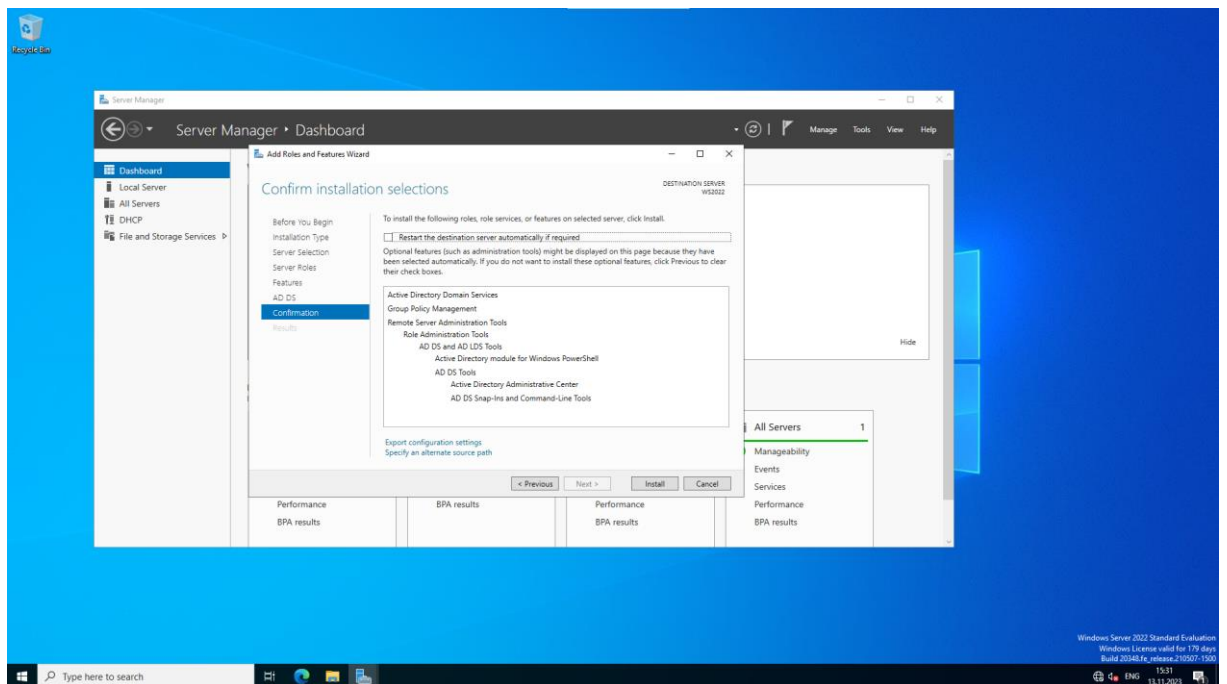 Recycle Bin
Server Manager
Server Manager • Dashboard
Manage Tools View Help
Dashboard
Local Server
All Servers
DHCP
File and Storage Services
Add Roles and Features Wizard
Confirm installation selections
DESTINATION SERVER
WS2022
Before You Begin
Installation Type
Server Selection
Server Roles
Features
AD DS
Confirmation
Results
To install the following roles, role services, or features on selected server, click Install.
Restart the destination server automatically if required
Optional features (such as administration tools) might be displayed on this page because they have
been selected automatically. If you do not want to install these optional features, click Previous to clear
their check boxes.
Active Directory Domain Services
Group Policy Management
Remote Server Administration Tools
Role Administration Tools
AD DS and AD LDS Tools
Active Directory module for Windows PowerShell
AD DS Tools
Active Directory Administrative Center
AD DS Snap-Ins and Command-Line Tools
Export configuration settings
Specify an alternate source path
< Previous Next > Install Cancel
Hide
All Servers 1
Manageability
Events
Services
Performance
BPA results
Performance
BPA results
BPA results
Performance
BPA results
Windows Server 2022 Standard Evaluation
Windows License valid for 179 days
Build 20348.fe_release.210507-1500
Type here to search
ENG
15:31
13.11.2023